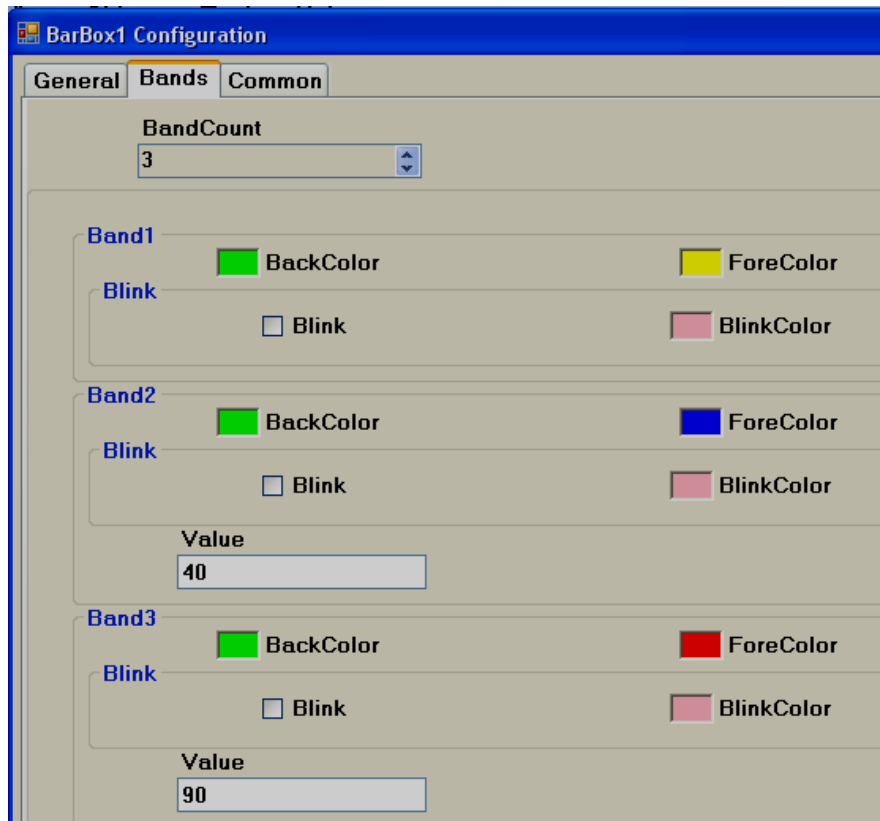 BarBox1 Configuration
General Bands Common
BandCount
3
Band1
BackColor ForeColor
Blink
Blink BlinkColor
Band2
BackColor ForeColor
Blink
Blink BlinkColor
Value
40
Band3
BackColor ForeColor
Blink
Blink BlinkColor
Value
90